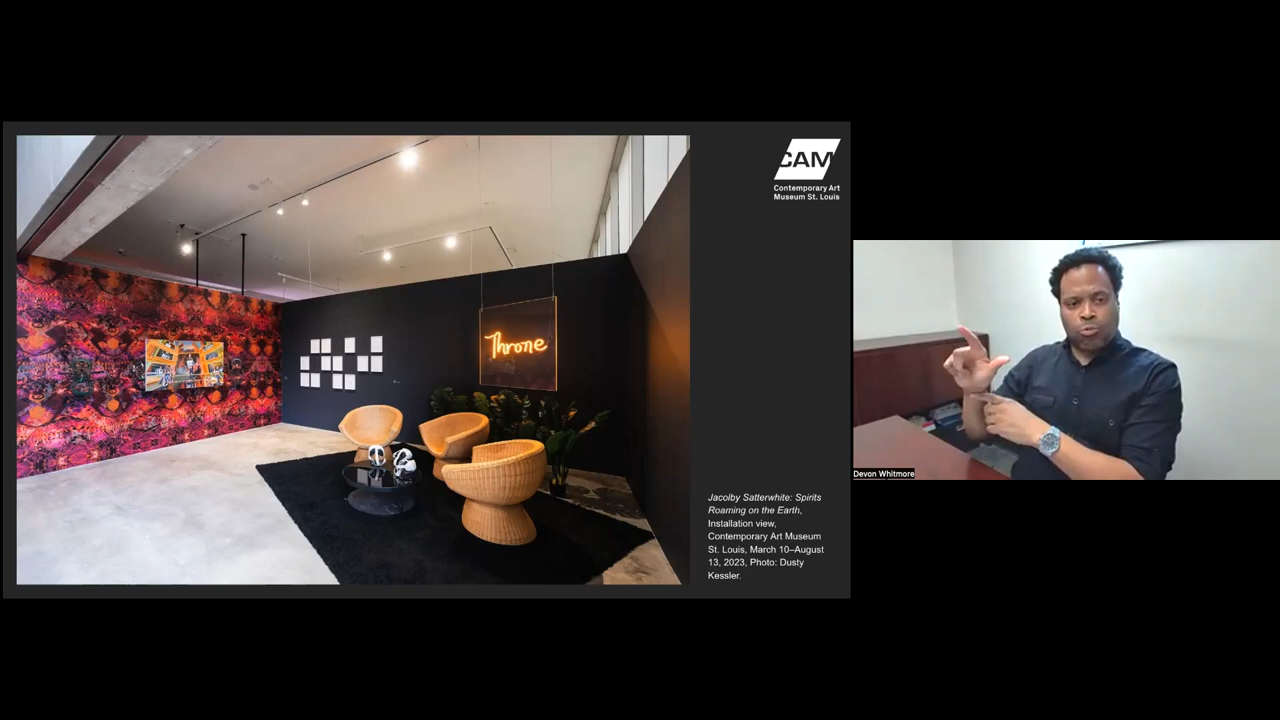 Throne
CAM
Contemporary Art
Museum St. Louis
Jacolby Satterwhite: Spirits
Roaming on the Earth,
Installation view,
Contemporary Art Museum
St. Louis, March 10–August
13, 2023, Photo: Dusty
Kessler.
Devon Whitmore